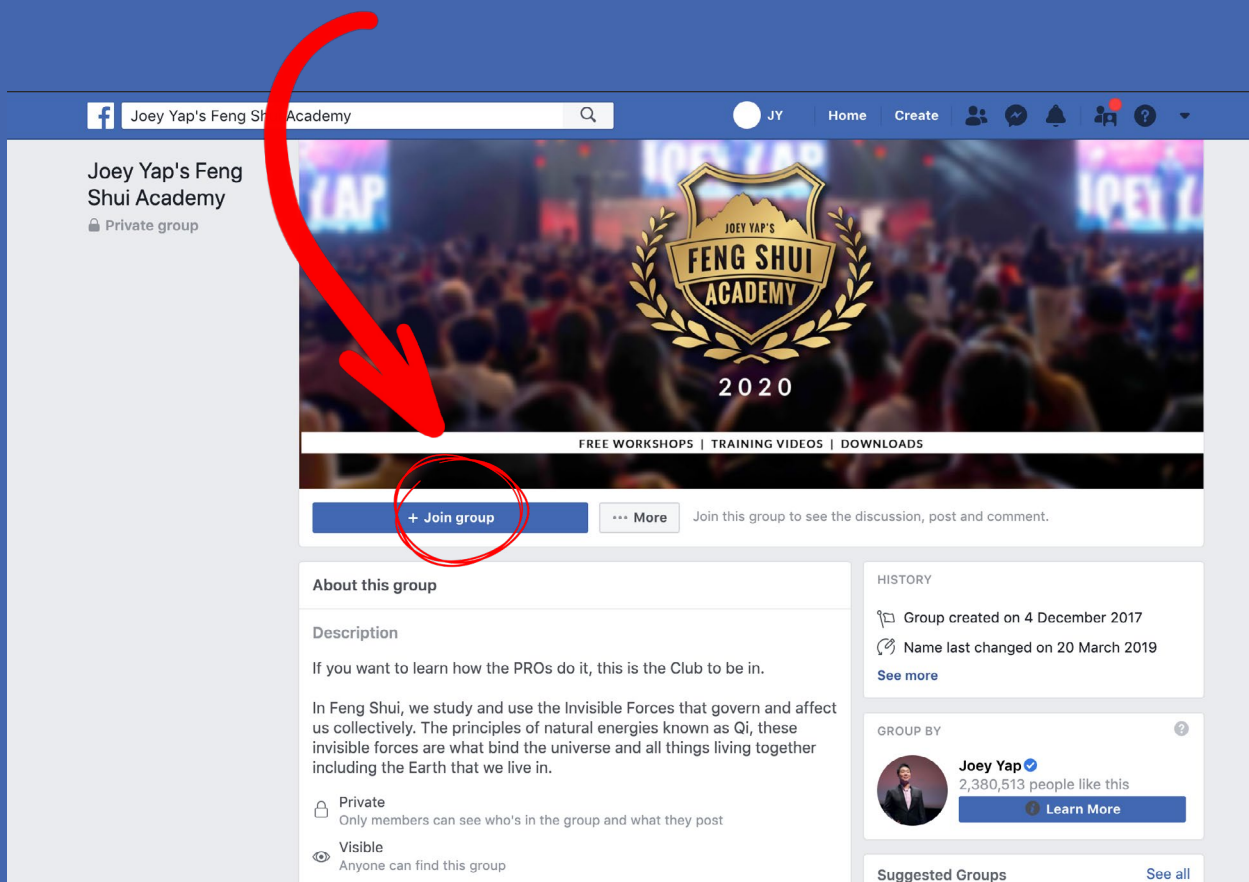 Joey Yap's Feng Shui Academy
JY
Home
Create
Joey Yap's Feng
Shui Academy
Private group
YAP
JOEY YAP
JOEY Y
JOEY YAP'S
FENG SHUI
ACADEMY
2020
FREE WORKSHOPS | TRAINING VIDEOS | DOWNLOADS
+ Join group
••• More
Join this group to see the discussion, post and comment.
About this group
Description
If you want to learn how the PROs do it, this is the Club to be in.
In Feng Shui, we study and use the Invisible Forces that govern and affect
us collectively. The principles of natural energies known as Qi, these
invisible forces are what bind the universe and all things living together
including the Earth that we live in.
Private
Only members can see who's in the group and what they post
Visible
Anyone can find this group
HISTORY
Group created on 4 December 2017
Name last changed on 20 March 2019
See more
GROUP BY
Joey Yap
2,380,513 people like this
Learn More
Suggested Groups
See all